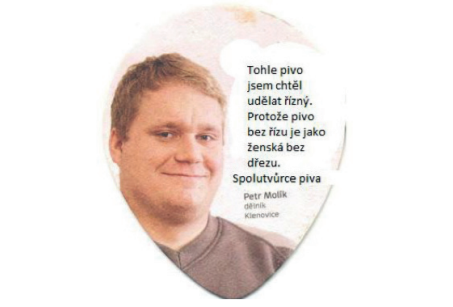 Tohle pivo
jsem chtěl
udělat řízný.
Protože pivo
bez řízu je jako
ženská bez
dřezu.
Spolutvůrce piva
Petr Molík
dělník
Klenovice